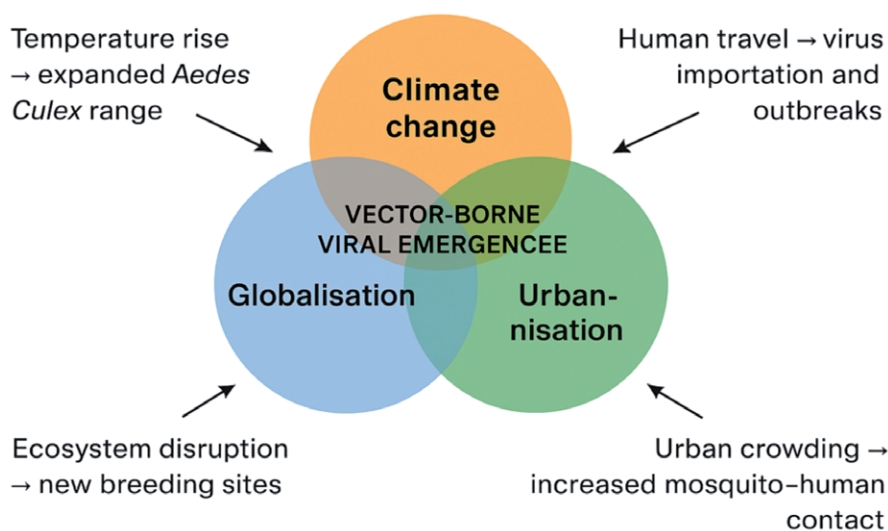 Temperature rise
→ expanded Aedes
Culex range
Human travel → virus
importation and
outbreaks
Climate
change
VECTOR-BORNE
VIRAL EMERGENCEE
Globalisation
Urban-
nisation
Ecosystem disruption
→ new breeding sites
Urban crowding →
increased mosquito–human
contact